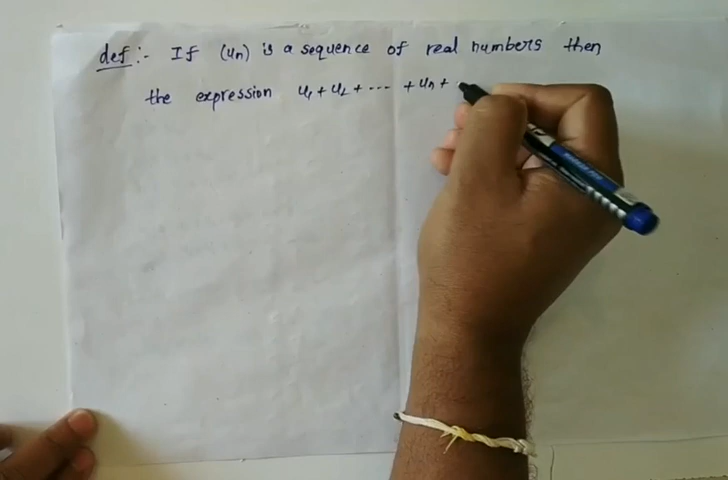 def:- If (un) is a sequence of real numbers then
the expression u₁ + u₂ + ... + un +